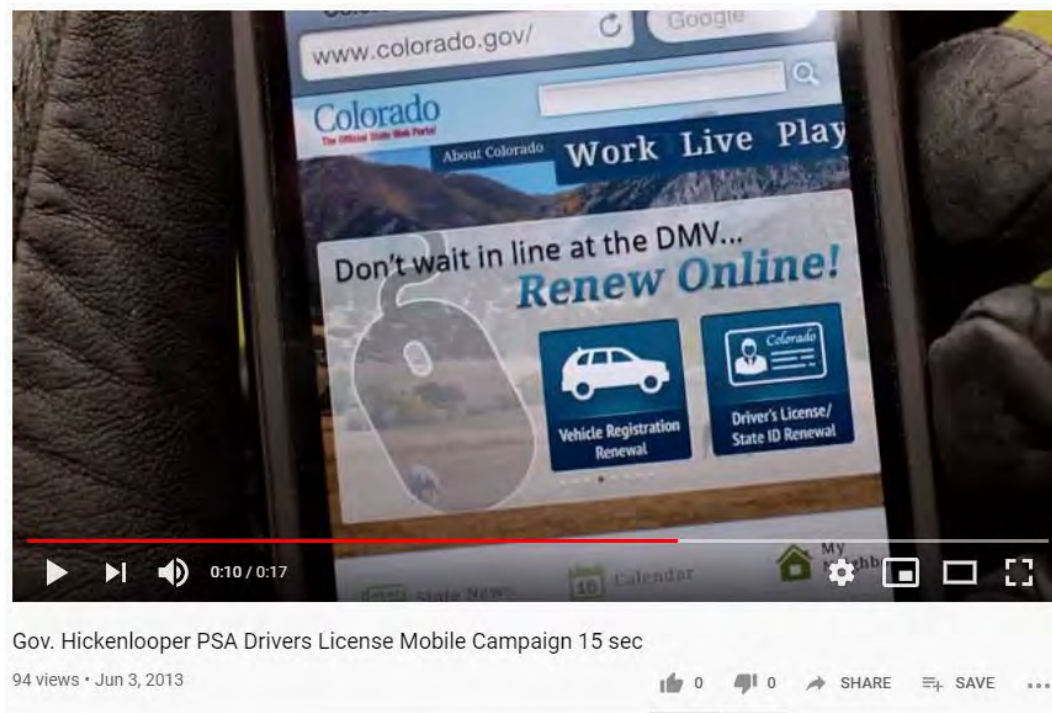 www.colorado.gov/
Google
Colorado
The Official State Web Portal
About Colorado Work Live Play
Don't wait in line at the DMV...
Renew Online!
Colorado
Vehicle Registration
Renewal
Driver's License/
State ID Renewal
My
State News
16
Calendar
0:10 / 0:17
Gov. Hickenlooper PSA Drivers License Mobile Campaign 15 sec
94 views • Jun 3, 2013
0
0
SHARE
SAVE